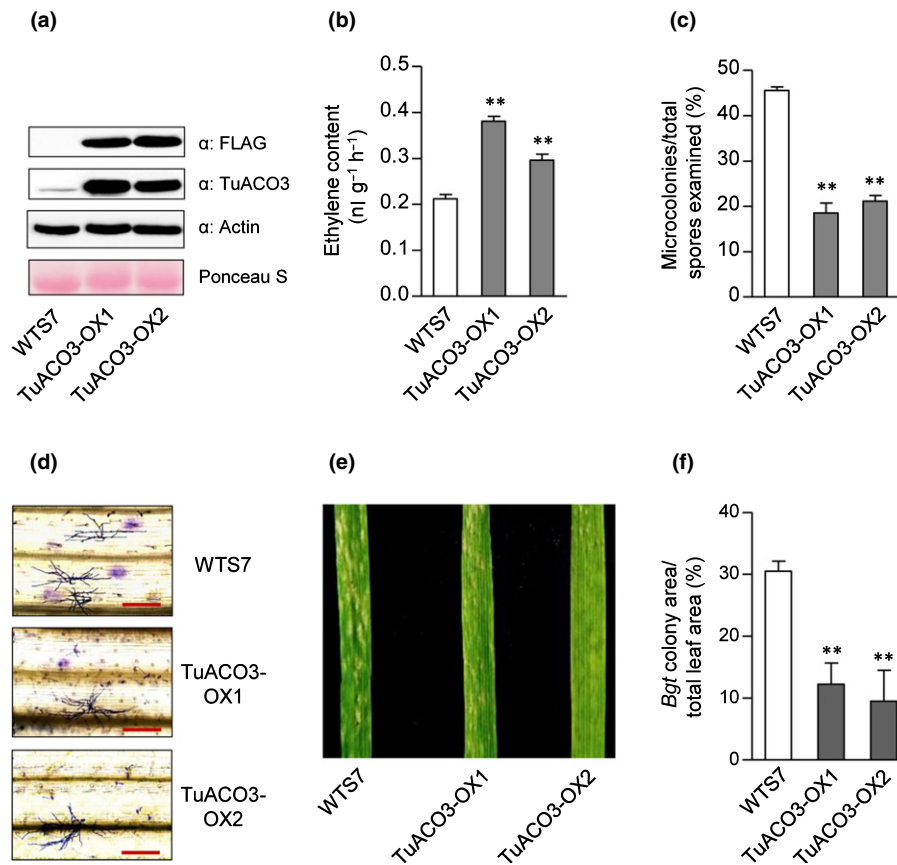 (a)
α: FLAG
α: TuACO3
α: Actin
Ponceau S
WTS7
TuACO3-OX1
TuACO3-OX2
(b)
Ethylene content
(nl g⁻¹ h⁻¹)
0.5
0.4
0.3
0.2
0.1
0.0
**
**
WTS7
TuACO3-OX1
TuACO3-OX2
(c)
Microcolonies/total
spores examined (%)
50
40
30
20
10
0
**
**
WTS7
TuACO3-OX1
TuACO3-OX2
(d)
WTS7
TuACO3-
OX1
TuACO3-
OX2
(e)
WTS7
TuACO3-OX1
TuACO3-OX2
(f)
Bgt colony area/
total leaf area (%)
40
30
20
10
0
**
**
WTS7
TuACO3-OX1
TuACO3-OX2